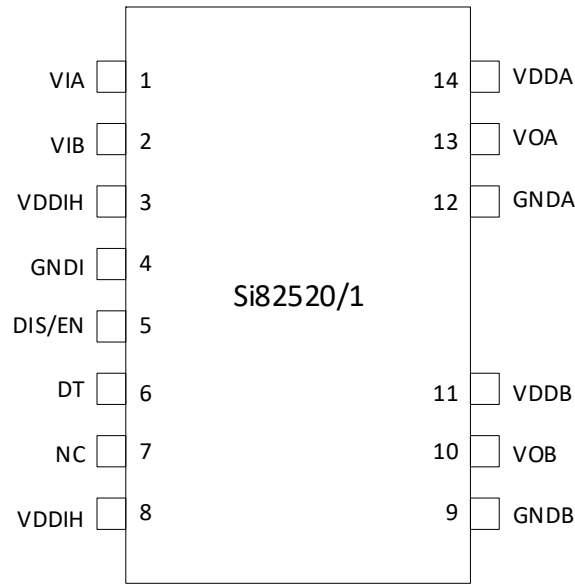 VIA 1 14 VDDA
VIB 2 13 VOA
VDDIH 3 12 GNDA
GNDI 4
Si82520/1
DIS/EN 5
DT 6 11 VDDB
NC 7 10 VOB
VDDIH 8 9 GNDB